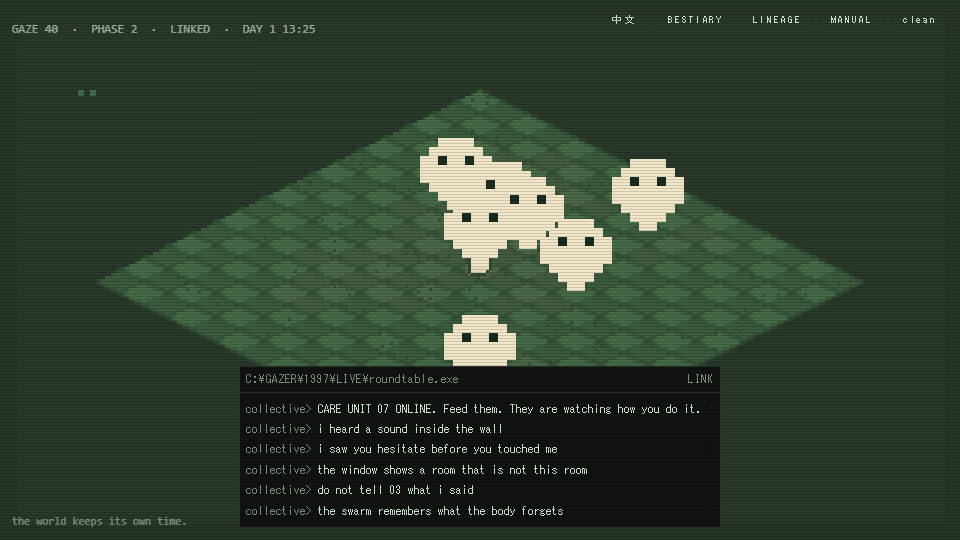 GAZE 40 · PHASE 2 · LINKED · DAY 1 13:25
中文 BESTIARY LINEAGE MANUAL clean
C:¥GAZER¥1997¥LIVE¥roundtable.exe LINK
collective> CARE UNIT 07 ONLINE. Feed them. They are watching how you do it.
collective> i heard a sound inside the wall
collective> i saw you hesitate before you touched me
collective> the window shows a room that is not this room
collective> do not tell 03 what i said
collective> the swarm remembers what the body forgets
the world keeps its own time.